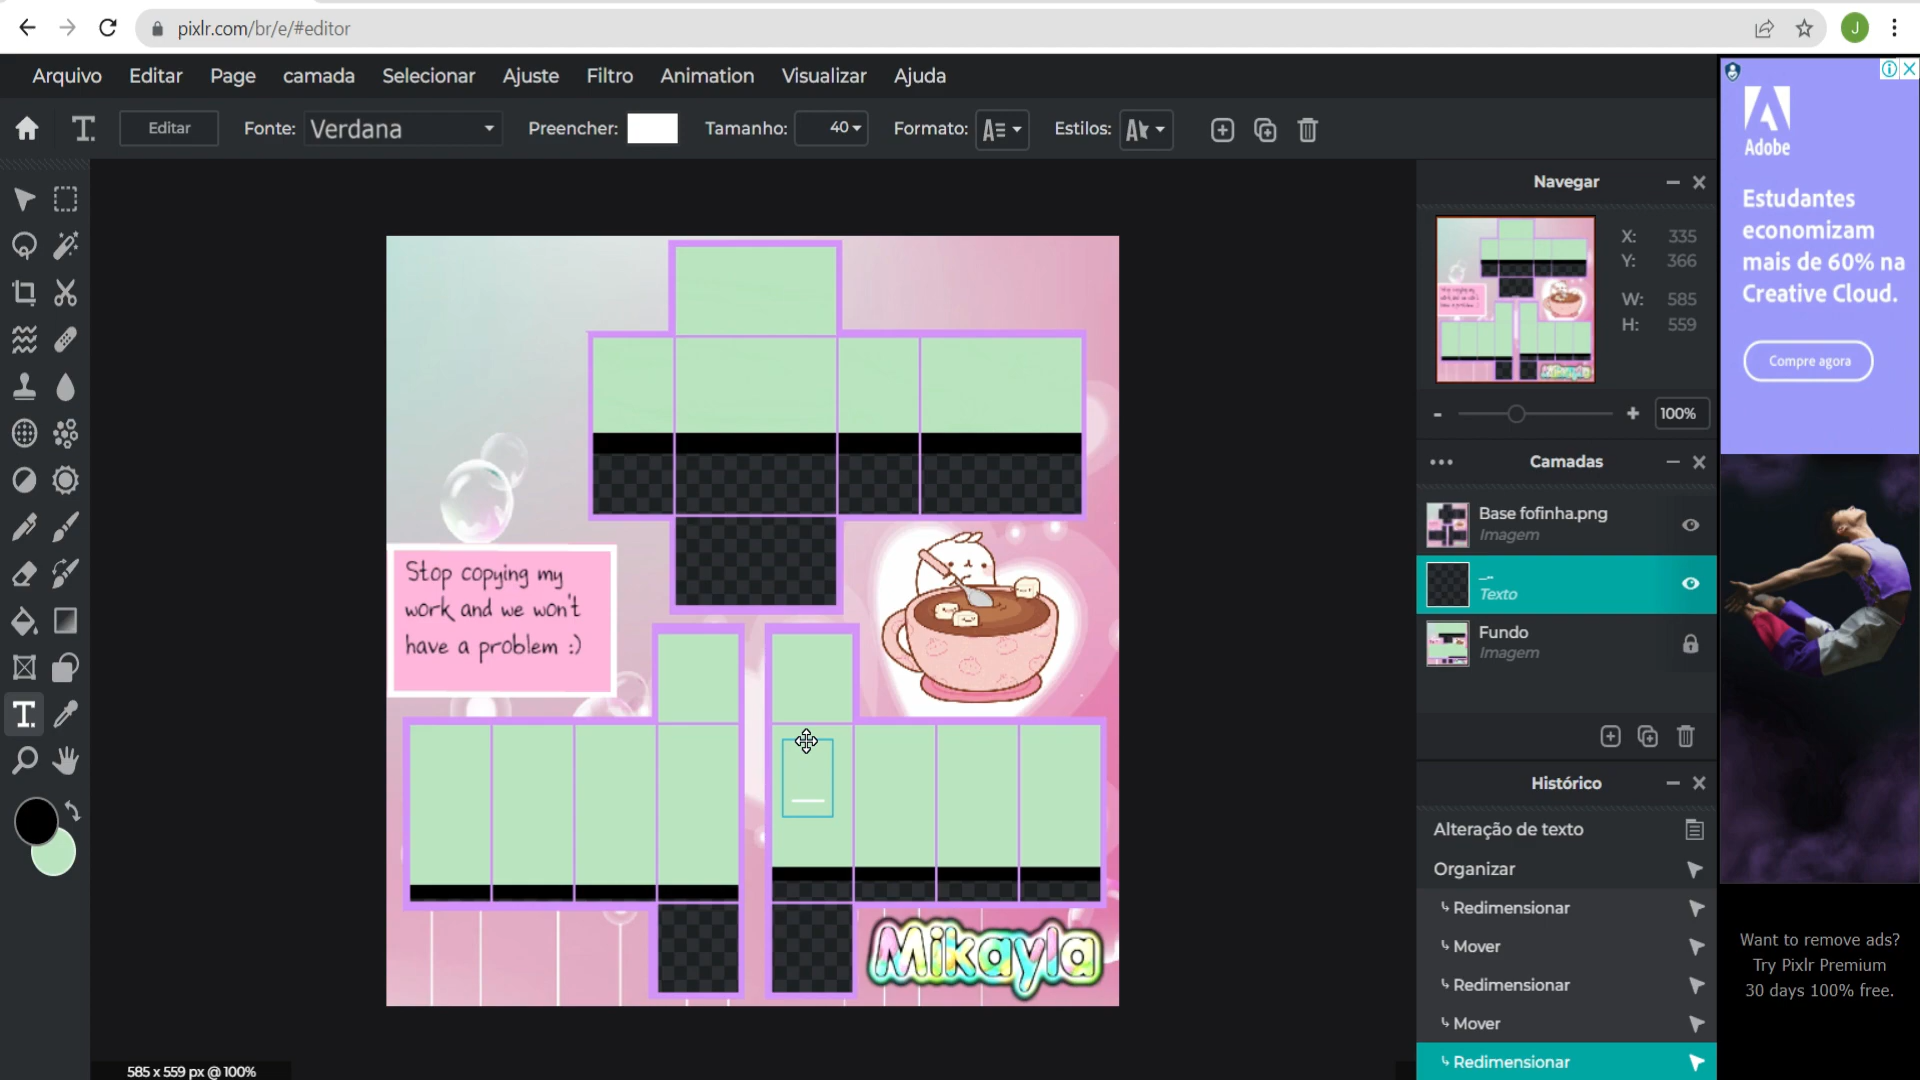 pixlr.com/br/e/#editor
J
Arquivo Editar Page camada Selecionar Ajuste Filtro Animation Visualizar Ajuda
Editar Fonte: Verdana Preencher: Tamanho: 40 Formato: Estilos:
Navegar
X: 335
Y: 366
W: 585
H: 559
- + 100%
Camadas
Base fofinha.png
Imagem
_..
Texto
Fundo
Imagem
Histórico
Alteração de texto
Organizar
Redimensionar
Mover
Redimensionar
Mover
Redimensionar
Stop copying my
work and we won't
have a problem :)
Mikayla
585 x 559 px @ 100%
Adobe
Estudantes
economizam
mais de 60% na
Creative Cloud.
Compre agora
Want to remove ads?
Try Pixlr Premium
30 days 100% free.